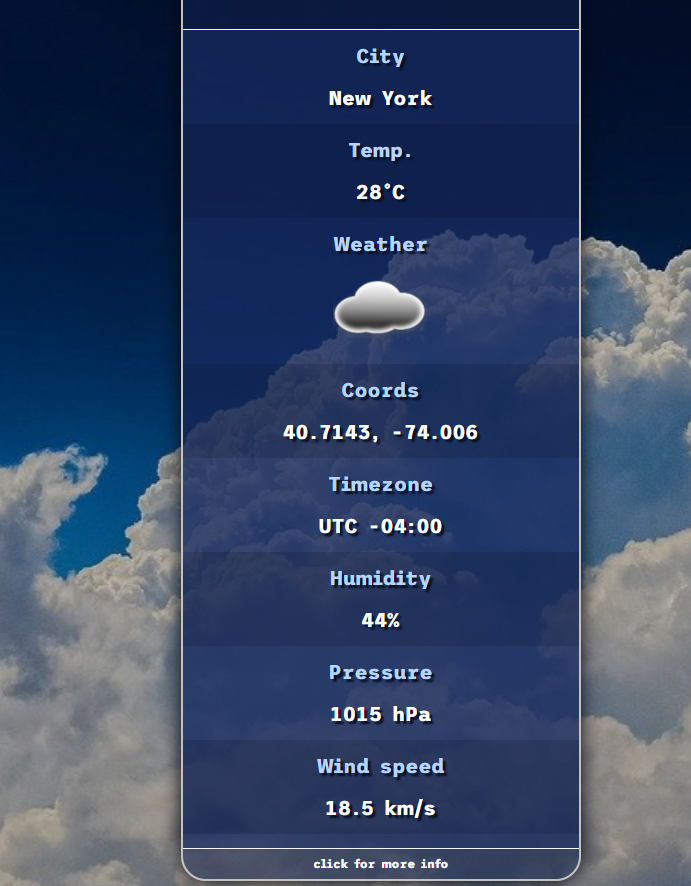 City
New York
Temp.
28°C
Weather
Coords
40.7143, -74.006
Timezone
UTC -04:00
Humidity
44%
Pressure
1015 hPa
Wind speed
18.5 km/s
click for more info